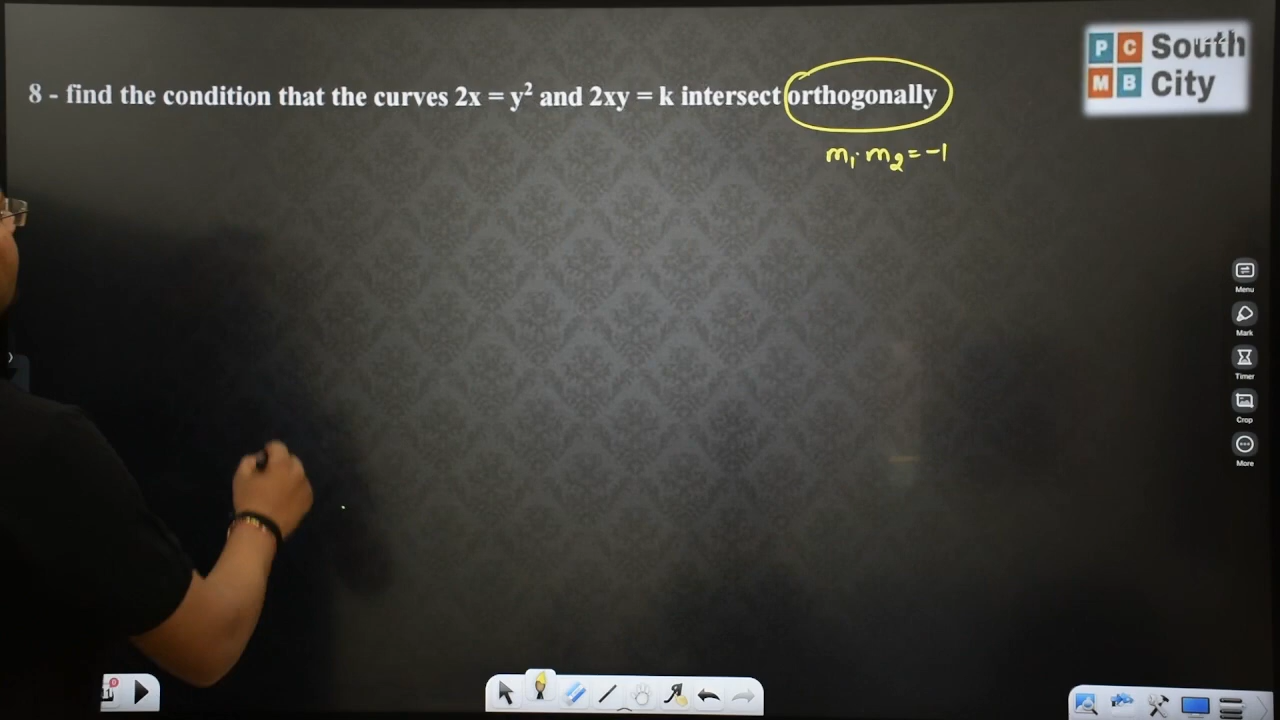 8 - find the condition that the curves 2x = y² and 2xy = k intersect orthogonally
m₁. m₂ = -1
P C South
M B City
Menu
Mark
Timer
Crop
More